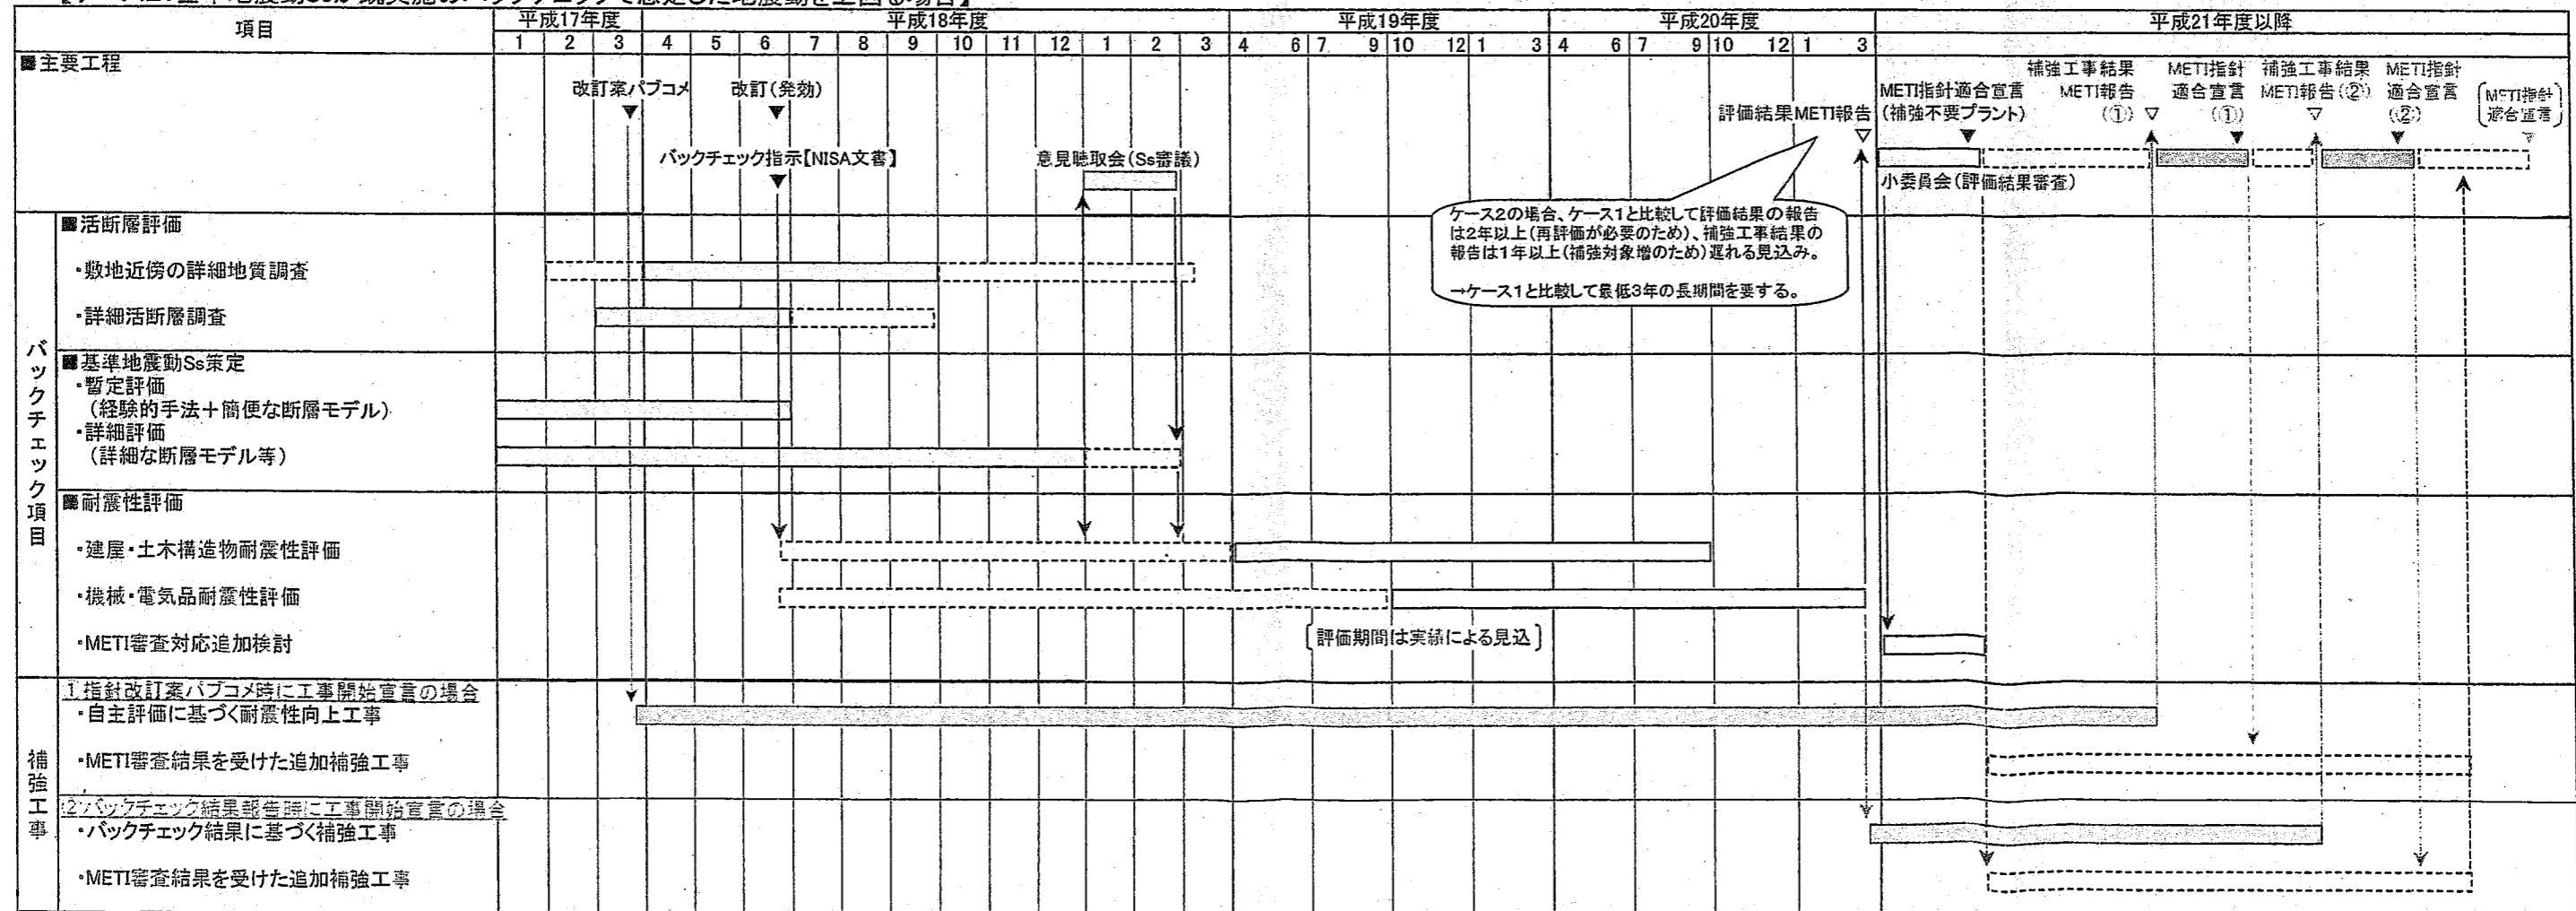 項目
平成17年度 平成18年度 平成19年度 平成20年度 平成21年度以降
1 2 3 4 5 6 7 8 9 10 11 12 1 2 3 4 6 7 9 10 12 1 3 4 6 7 9 10 12 1 3
■主要工程
改訂案パブコメ
改訂(発効)
バックチェック指示【NISA文書】
意見聴取会(Ss審議)
評価結果METI報告
METI指針適合宣言
(補強不要プラント)
補強工事結果
METI報告
(①)
METI指針
適合宣言
(①)
補強工事結果
METI報告(②)
METI指針
適合宣言
(②)
METI指針
適合宣言
小委員会(評価結果審査)
ケース2の場合、ケース1と比較して評価結果の報告
は2年以上(再評価が必要のため)、補強工事結果の
報告は1年以上(補強対象増のため)遅れる見込み。
→ケース1と比較して最低3年の長期間を要する。
バックチェック項目
■活断層評価
・敷地近傍の詳細地質調査
・詳細活断層調査
■基準地震動Ss策定
・暫定評価
(経験的手法+簡便な断層モデル)
・詳細評価
(詳細な断層モデル等)
■耐震性評価
・建屋・土木構造物耐震性評価
・機械・電気品耐震性評価
・METI審査対応追加検討
〔評価期間は実績による見込〕
補強工事
1.指針改訂案パブコメ時に工事開始宣言の場合
・自主評価に基づく耐震性向上工事
・METI審査結果を受けた追加補強工事
②バックチェック結果報告時に工事開始宣言の場合
・バックチェック結果に基づく補強工事
・METI審査結果を受けた追加補強工事